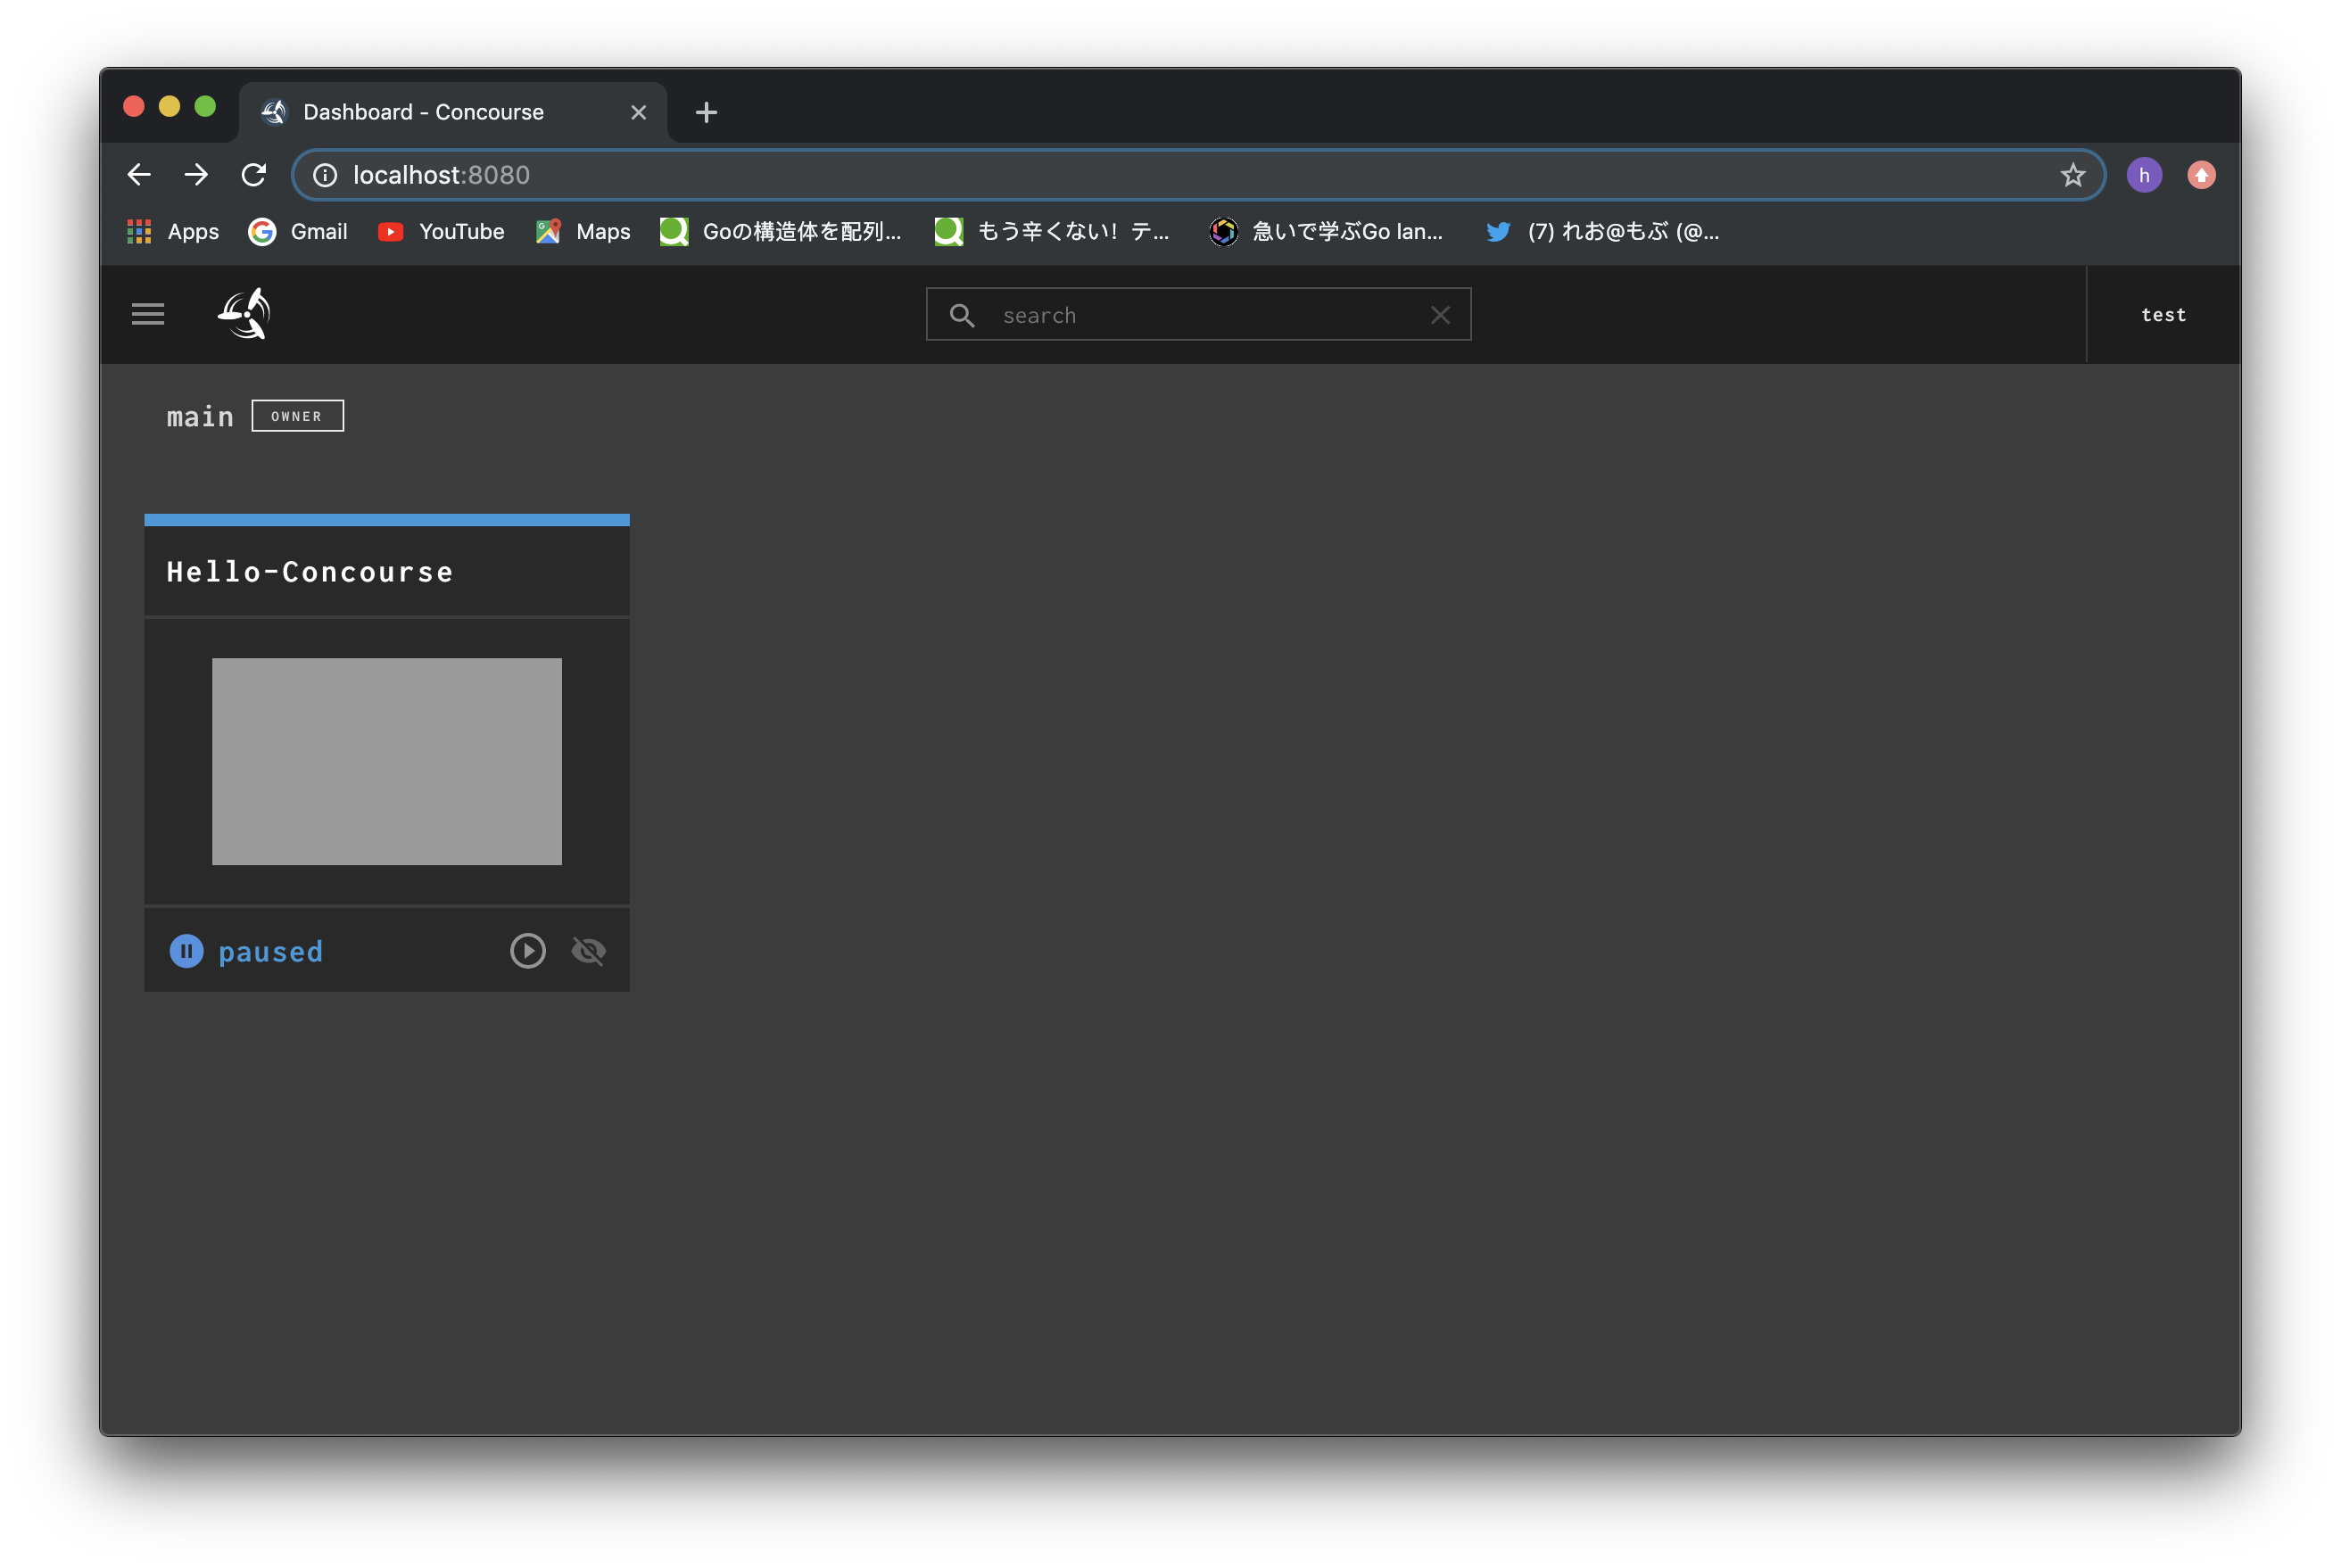 Dashboard - Concourse
localhost:8080
h
Apps Gmail YouTube Maps Goの構造体を配列... もう辛くない！テ... 急いで学ぶGo lan... (7) れお@もぶ (@...
search
test
main OWNER
Hello-Concourse
paused